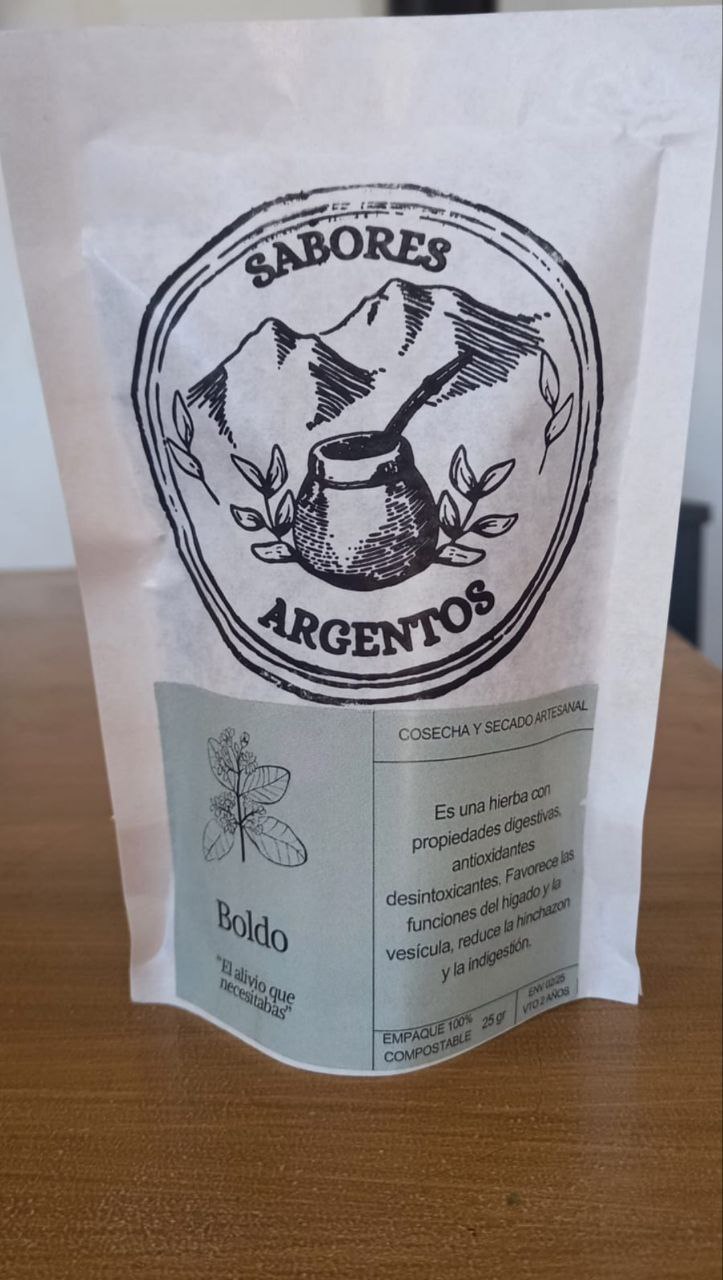 SABORES
ARGENTOS
Boldo
"El alivio que
necesitabas"
COSECHA Y SECADO ARTESANAL
Es una hierba con
propiedades digestivas,
antioxidantes
desintoxicantes. Favorece las
funciones del higado y la
vesícula, reduce la hinchazon
y la indigestión.
EMPAQUE 100%
COMPOSTABLE
25 gr
ENV 02/25
VTO 2 AÑOS